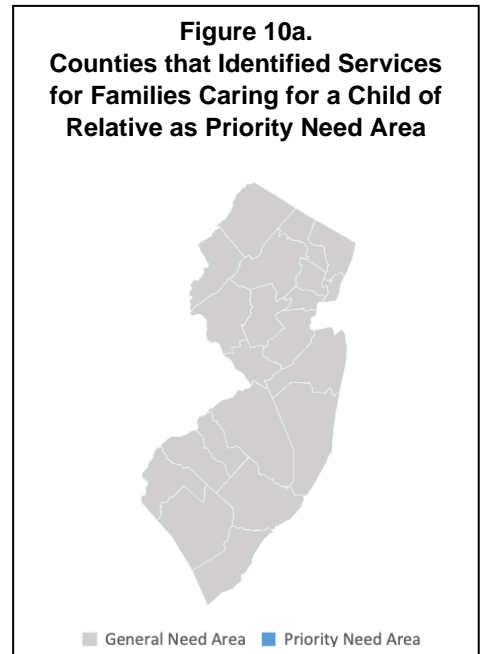 Figure 10a.
Counties that Identified Services
for Families Caring for a Child of
Relative as Priority Need Area
General Need Area Priority Need Area